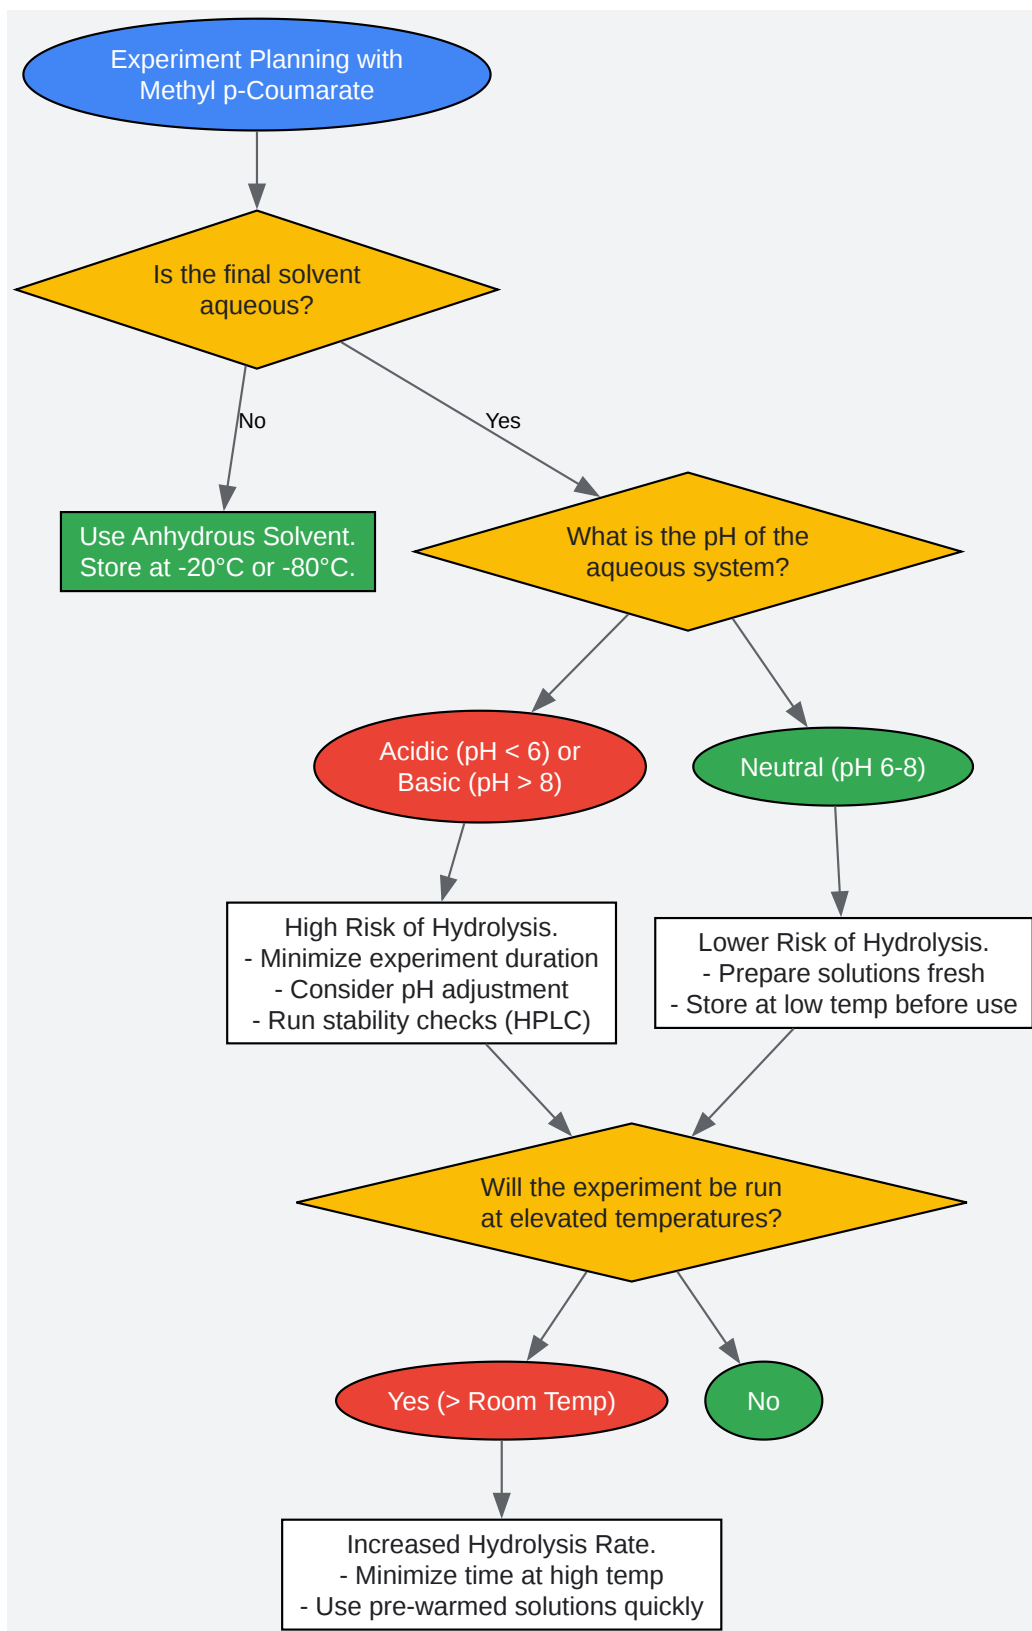 Experiment Planning with
Methyl p-Coumarate
Is the final solvent
aqueous?
No
Yes
Use Anhydrous Solvent.
Store at -20°C or -80°C.
What is the pH of the
aqueous system?
Acidic (pH < 6) or
Basic (pH > 8)
Neutral (pH 6-8)
High Risk of Hydrolysis.
- Minimize experiment duration
- Consider pH adjustment
- Run stability checks (HPLC)
Lower Risk of Hydrolysis.
- Prepare solutions fresh
- Store at low temp before use
Will the experiment be run
at elevated temperatures?
Yes (> Room Temp)
No
Increased Hydrolysis Rate.
- Minimize time at high temp
- Use pre-warmed solutions quickly